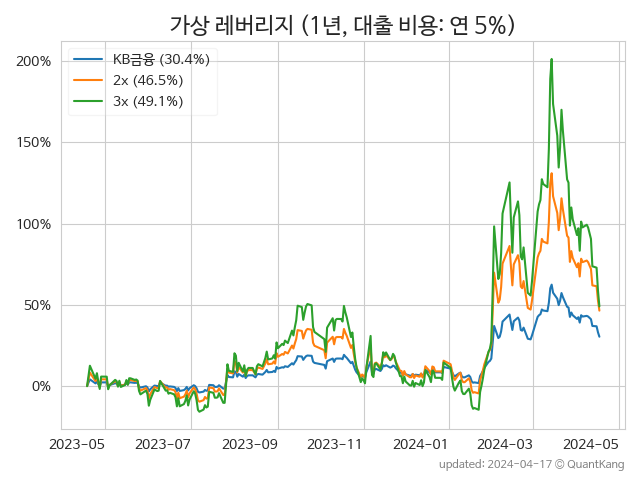 가상 레버리지 (1년, 대출 비용: 연 5%)
KB금융 (30.4%)
2x (46.5%)
3x (49.1%)
200%
150%
100%
50%
0%
2023-05 2023-07 2023-09 2023-11 2024-01 2024-03 2024-05
updated: 2024-04-17 © QuantKang